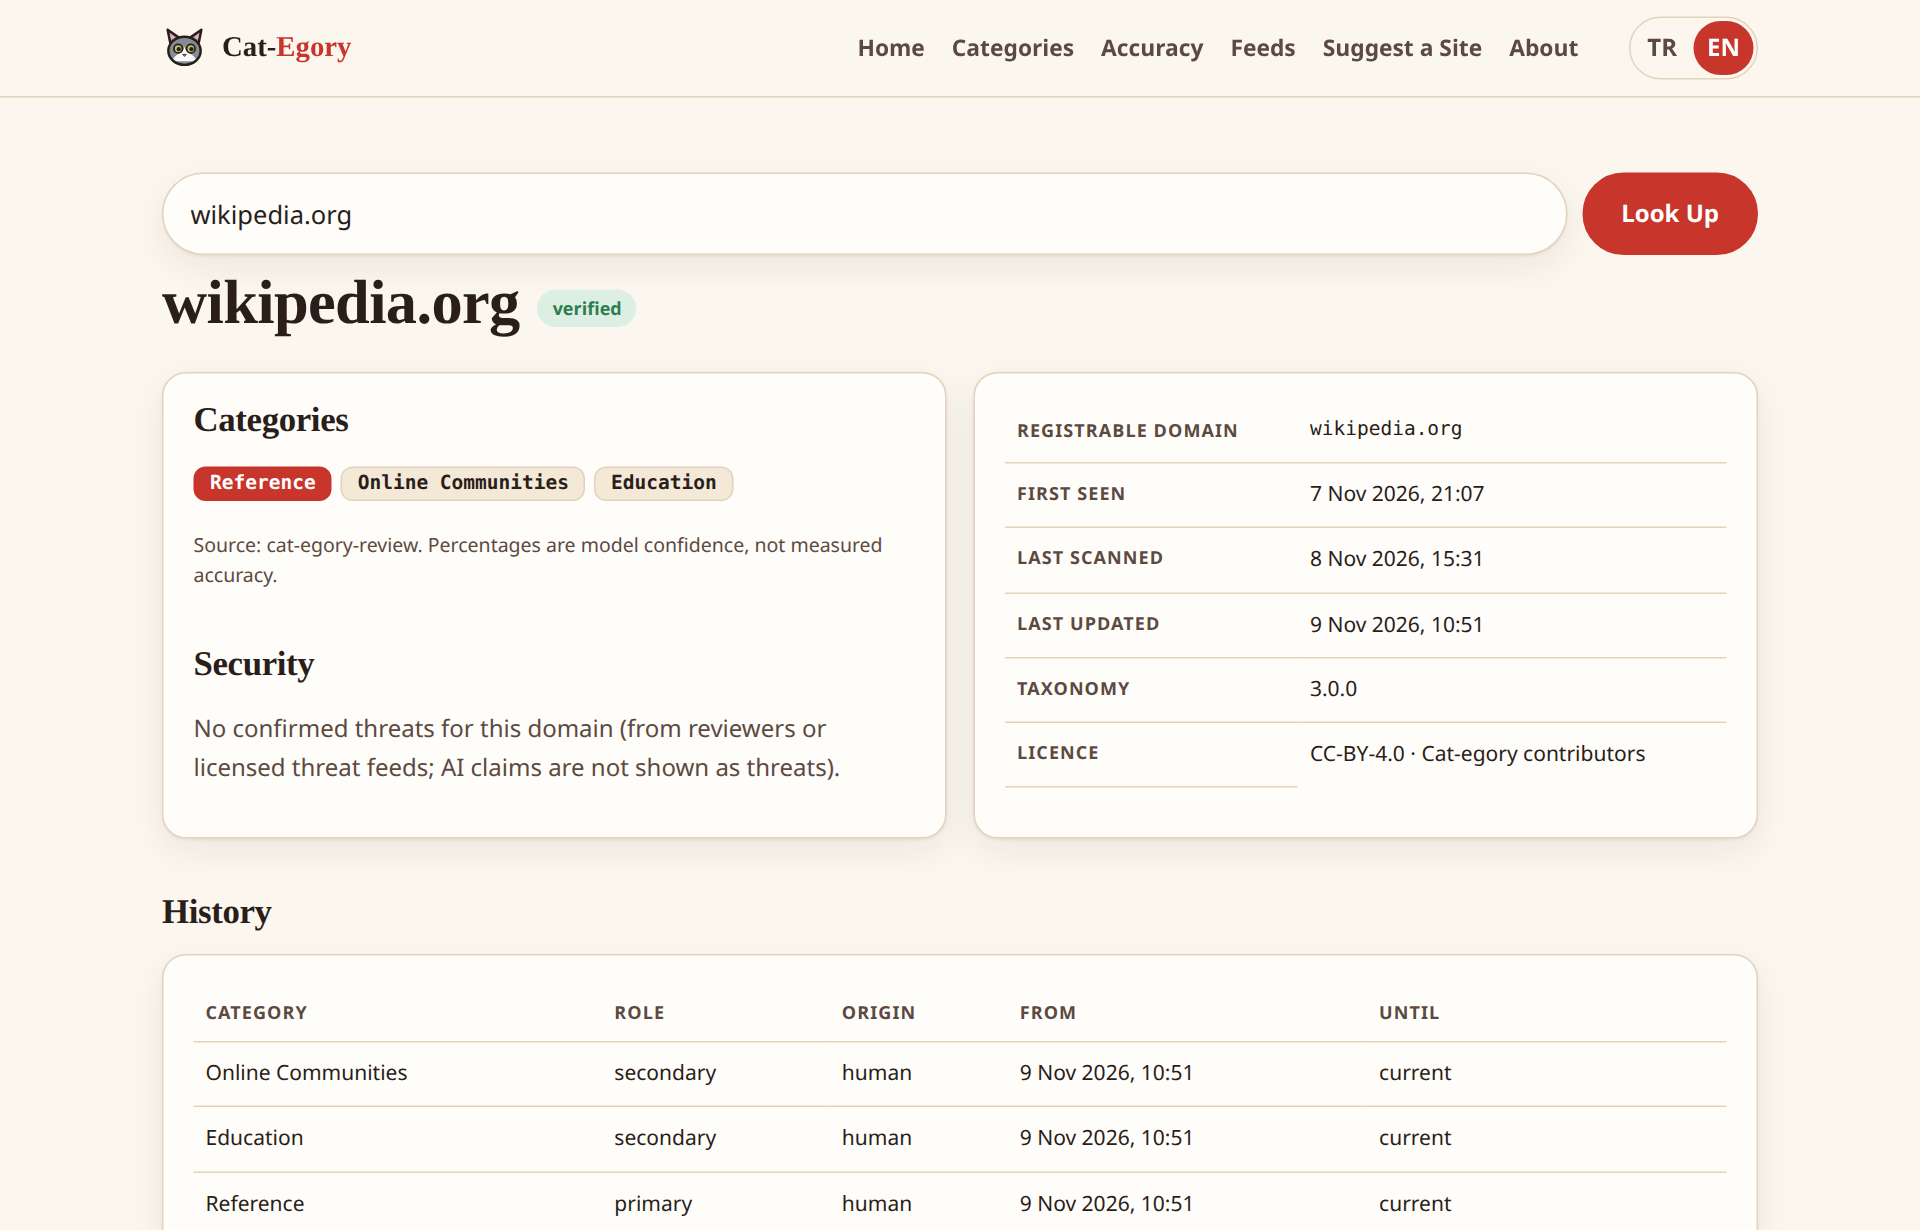 Cat-Egory
Home Categories Accuracy Feeds Suggest a Site About TR EN
wikipedia.org
Look Up
wikipedia.org verified
Categories
Reference Online Communities Education
Source: cat-egory-review. Percentages are model confidence, not measured
accuracy.
Security
No confirmed threats for this domain (from reviewers or
licensed threat feeds; AI claims are not shown as threats).
REGISTRABLE DOMAIN wikipedia.org
FIRST SEEN 7 Nov 2026, 21:07
LAST SCANNED 8 Nov 2026, 15:31
LAST UPDATED 9 Nov 2026, 10:51
TAXONOMY 3.0.0
LICENCE CC-BY-4.0 · Cat-egory contributors
History
CATEGORY ROLE ORIGIN FROM UNTIL
Online Communities secondary human 9 Nov 2026, 10:51 current
Education secondary human 9 Nov 2026, 10:51 current
Reference primary human 9 Nov 2026, 10:51 current